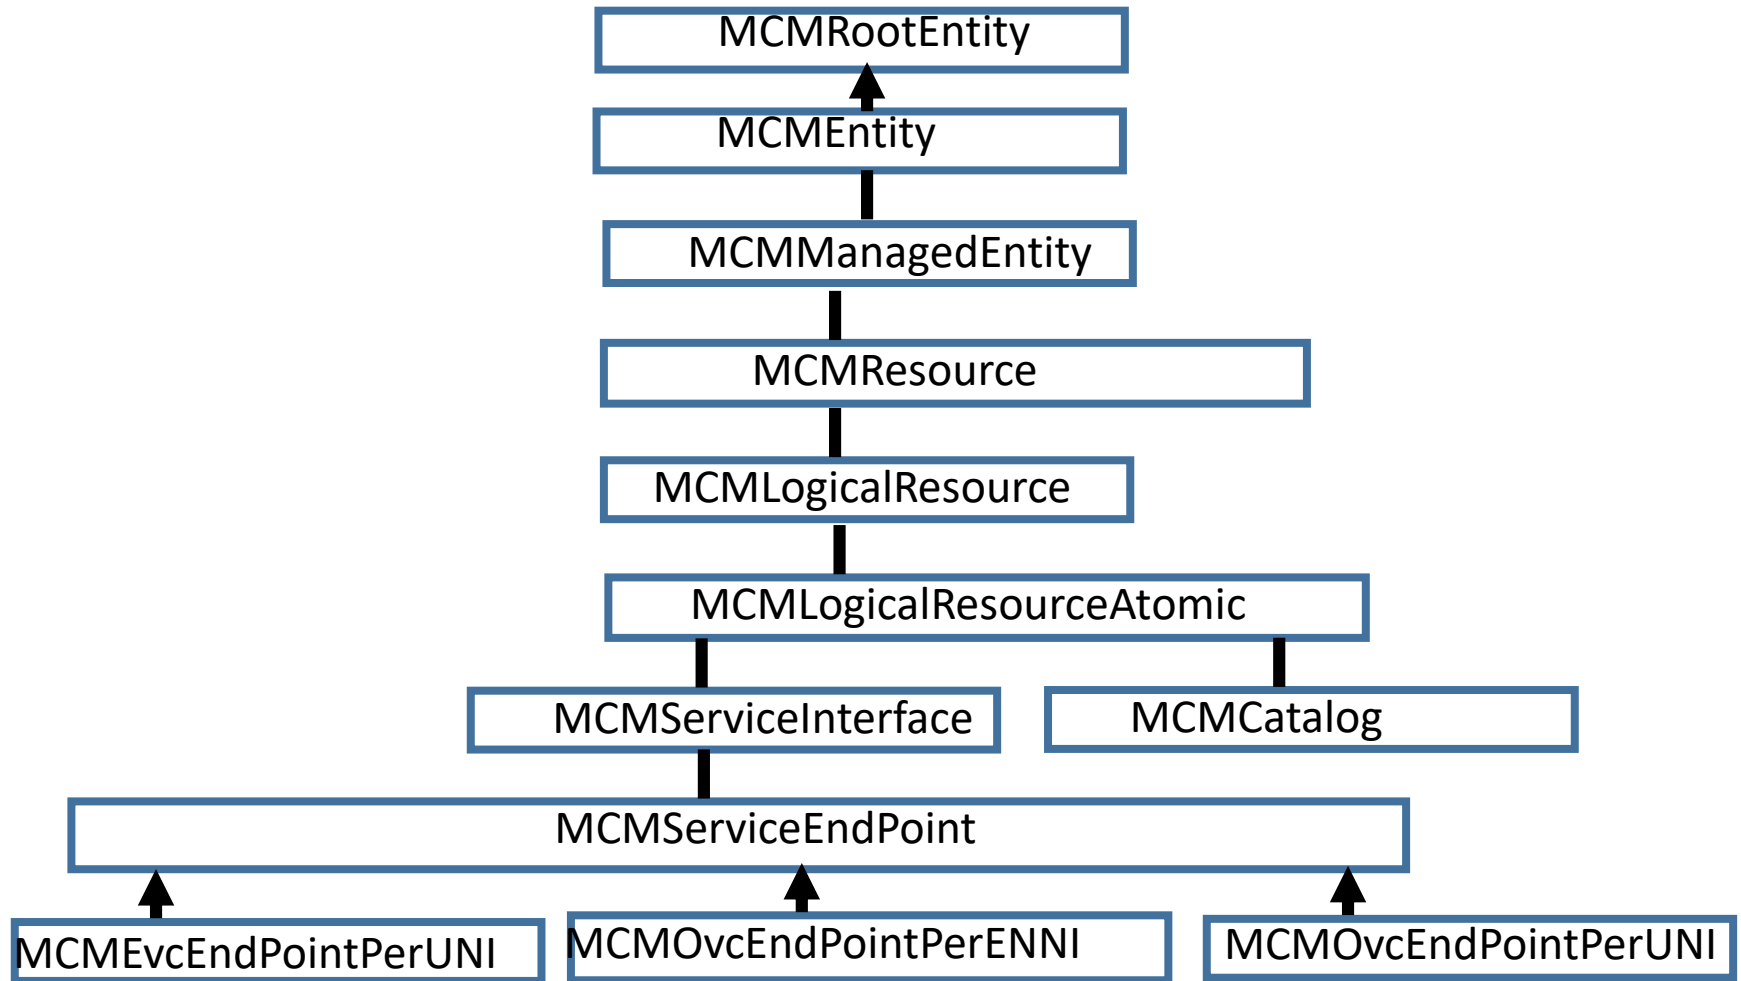 MCMRootEntity
MCMEntity
MCMManagedEntity
MCMResource
MCMLogicalResource
MCMLogicalResourceAtomic
MCMServiceInterface
MCMCatalog
MCMServiceEndPoint
MCMEvcEndPointPerUNI
MCMOvcEndPointPerENNI
MCMOvcEndPointPerUNI